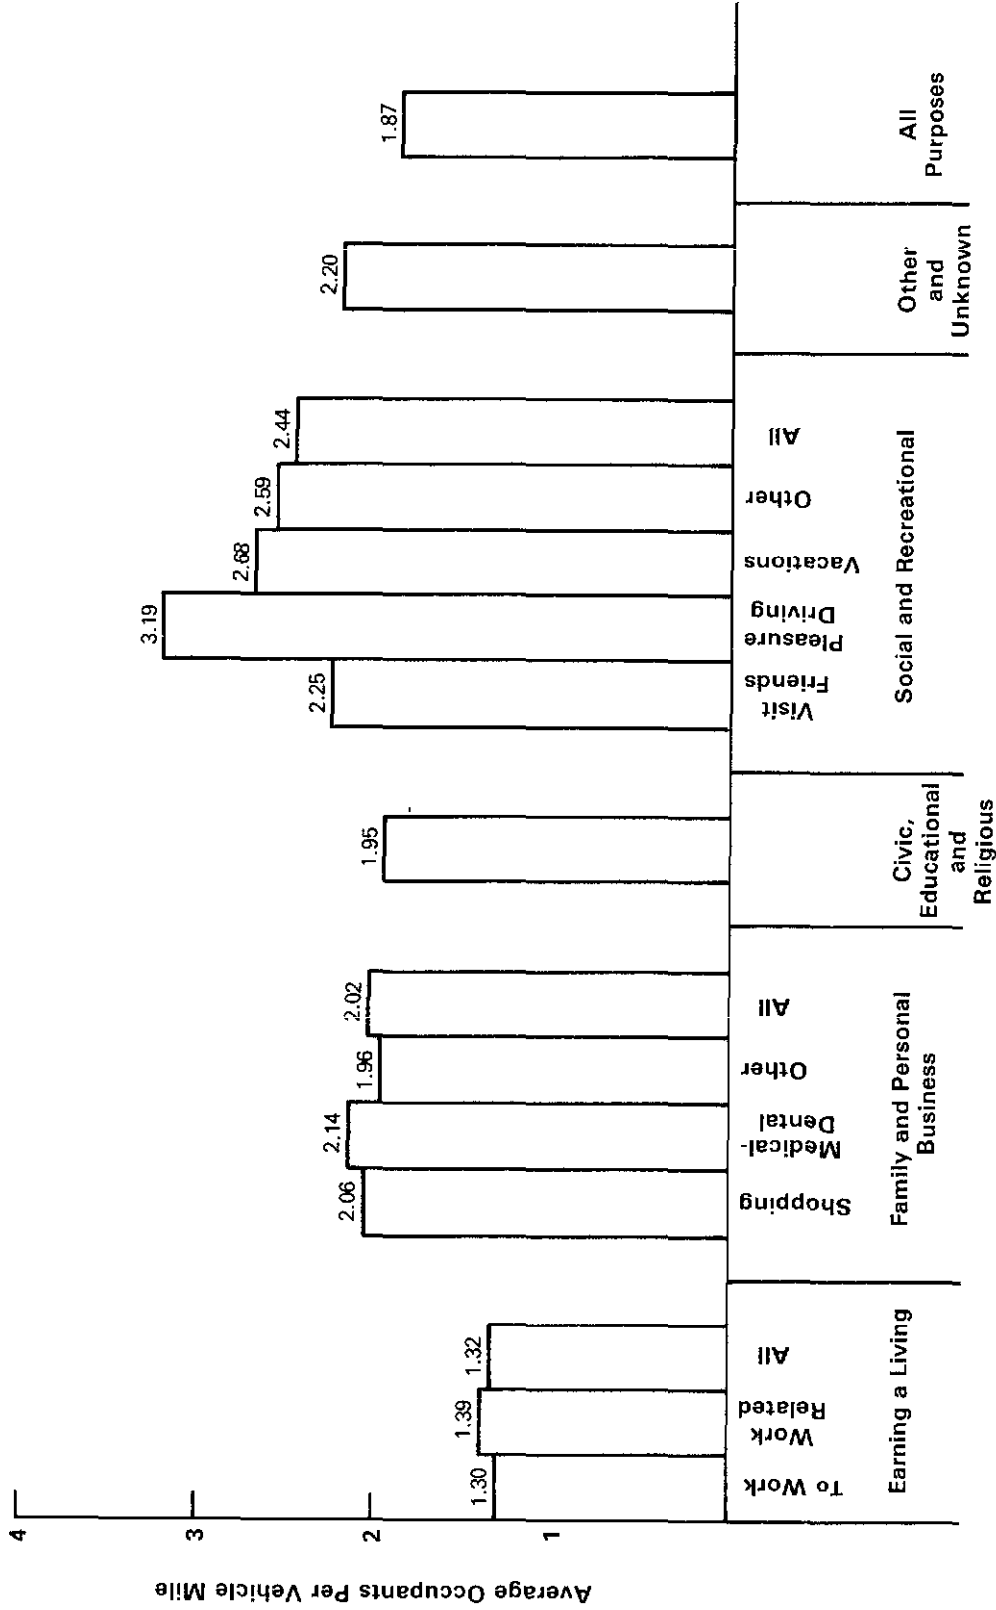 Average Occupants Per Vehicle Mile
4
3
2
1
1.30
1.39
1.32
2.06
2.14
1.96
2.02
1.95
2.25
3.19
2.68
2.59
2.44
2.20
1.87
To Work
Work
Related
All
Shopping
Medical-
Dental
Other
All
Visit
Friends
Pleasure
Driving
Vacations
Other
All
Earning a Living
Family and Personal
Business
Civic,
Educational
and
Religious
Social and Recreational
Other
and
Unknown
All
Purposes